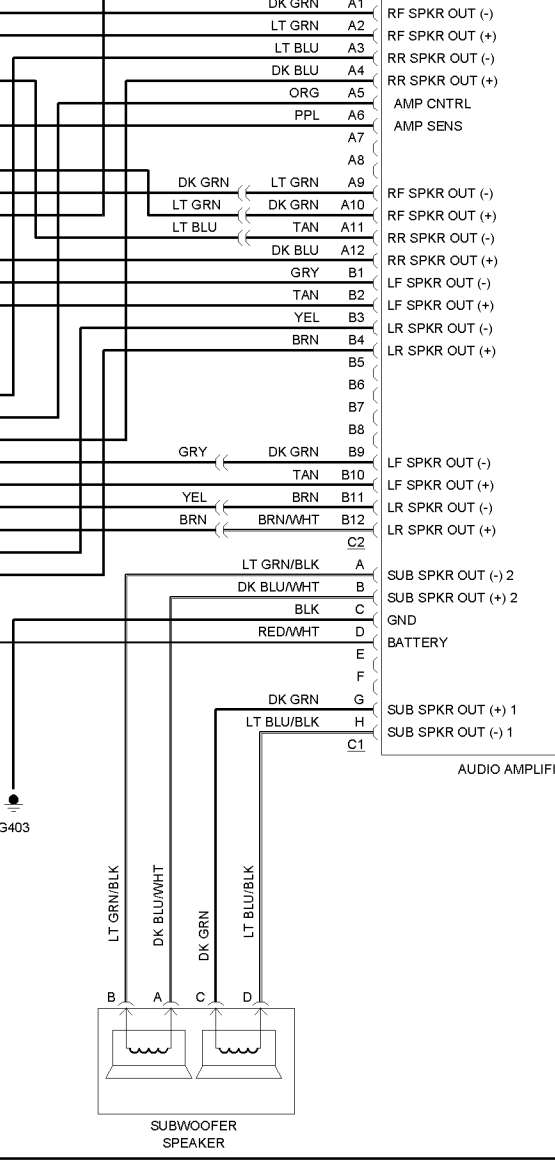 DK GRN A1 RF SPKR OUT (-)
LT GRN A2 RF SPKR OUT (+)
LT BLU A3 RR SPKR OUT (-)
DK BLU A4 RR SPKR OUT (+)
ORG A5 AMP CNTRL
PPL A6 AMP SENS
A7
A8
DK GRN LT GRN A9 RF SPKR OUT (-)
LT GRN DK GRN A10 RF SPKR OUT (+)
LT BLU TAN A11 RR SPKR OUT (-)
DK BLU A12 RR SPKR OUT (+)
GRY B1 LF SPKR OUT (-)
TAN B2 LF SPKR OUT (+)
YEL B3 LR SPKR OUT (-)
BRN B4 LR SPKR OUT (+)
B5
B6
B7
B8
GRY DK GRN B9 LF SPKR OUT (-)
TAN B10 LF SPKR OUT (+)
YEL BRN B11 LR SPKR OUT (-)
BRN BRN/WHT B12 LR SPKR OUT (+)
C2
LT GRN/BLK A SUB SPKR OUT (-) 2
DK BLU/WHT B SUB SPKR OUT (+) 2
BLK C GND
RED/WHT D BATTERY
E
F
DK GRN G SUB SPKR OUT (+) 1
LT BLU/BLK H SUB SPKR OUT (-) 1
C1
AUDIO AMPLIFI
G403
LT GRN/BLK
DK BLU/WHT
DK GRN
LT BLU/BLK
B A C D
SUBWOOFER
SPEAKER